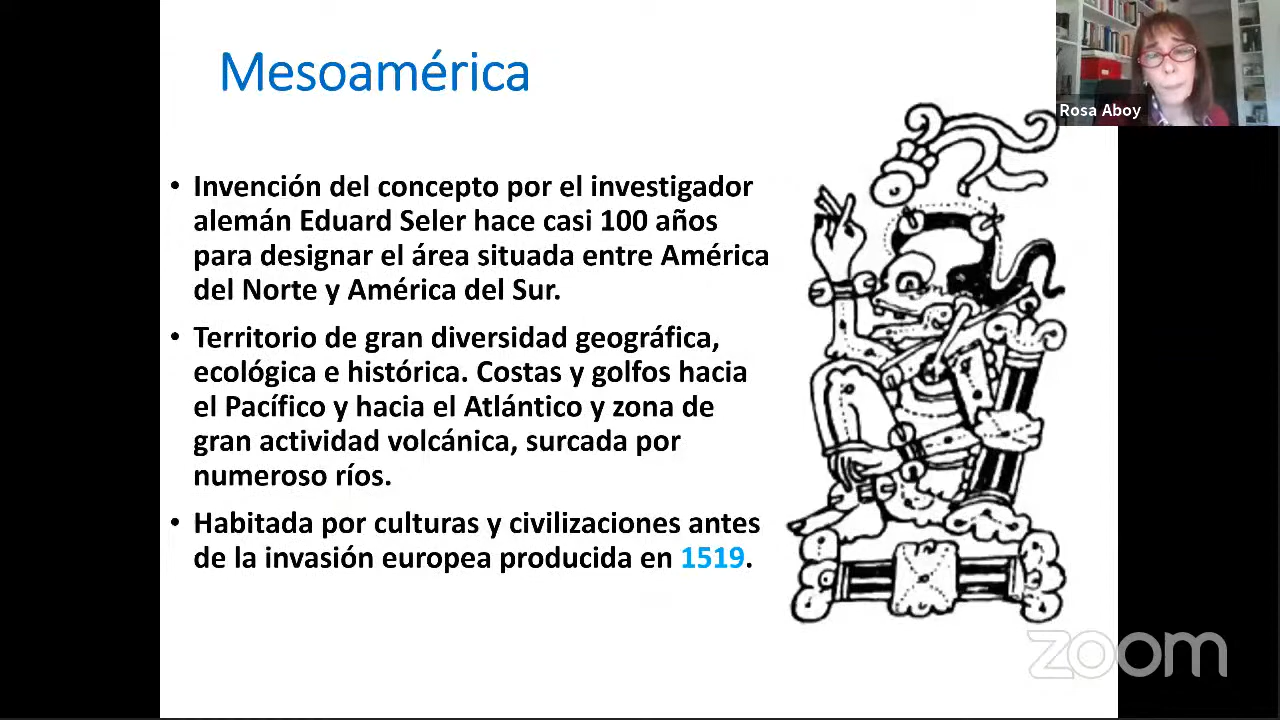 Mesoamérica
Rosa Aboy
• Invención del concepto por el investigador
alemán Eduard Seler hace casi 100 años
para designar el área situada entre América
del Norte y América del Sur.
• Territorio de gran diversidad geográfica,
ecológica e histórica. Costas y golfos hacia
el Pacífico y hacia el Atlántico y zona de
gran actividad volcánica, surcada por
numeroso ríos.
• Habitada por culturas y civilizaciones antes
de la invasión europea producida en 1519.
zoom